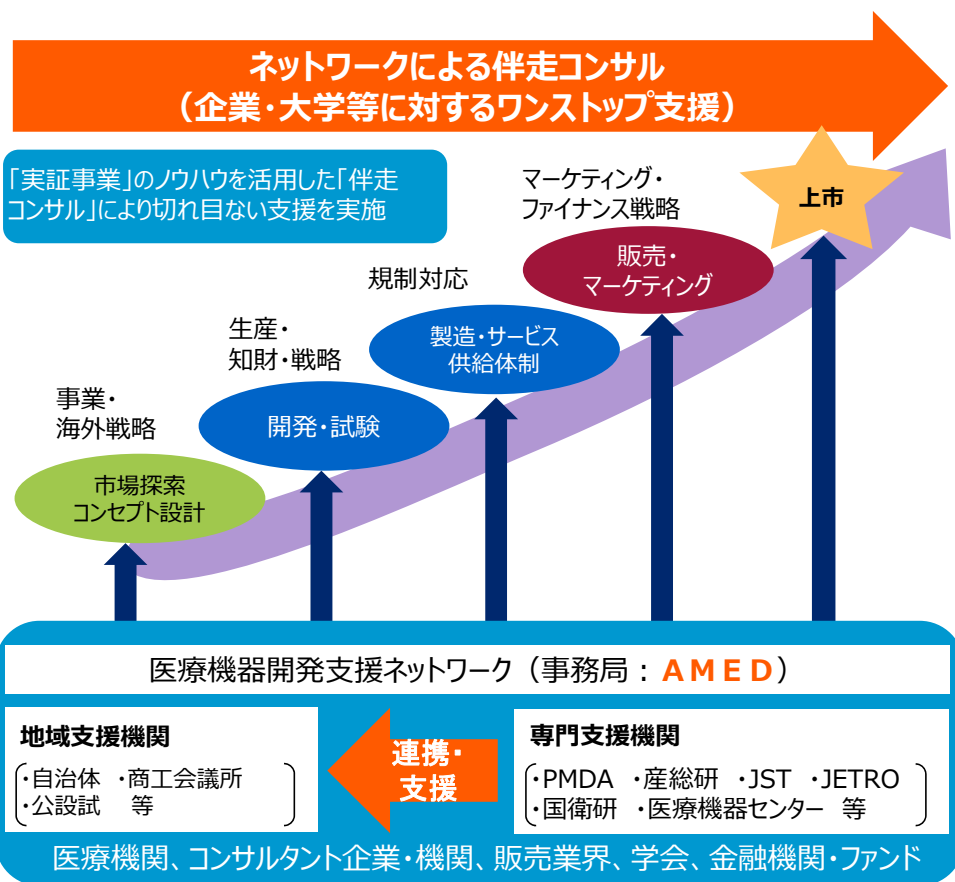 ネットワークによる伴走コンサル
（企業・大学等に対するワンストップ支援）
「実証事業」のノウハウを活用した「伴走
コンサル」により切れ目ない支援を実施
マーケティング・
ファイナンス戦略
上市
販売・
マーケティング
規制対応
製造・サービス
供給体制
生産・
知財・戦略
開発・試験
事業・
海外戦略
市場探索
コンセプト設計
医療機器開発支援ネットワーク（事務局：ＡＭＥＤ）
地域支援機関
・自治体 ・商工会議所
・公設試 等
連携・
支援
専門支援機関
・PMDA ・産総研 ・JST ・JETRO
・国衛研 ・医療機器センター 等
医療機関、コンサルタント企業・機関、販売業界、学会、金融機関・ファンド